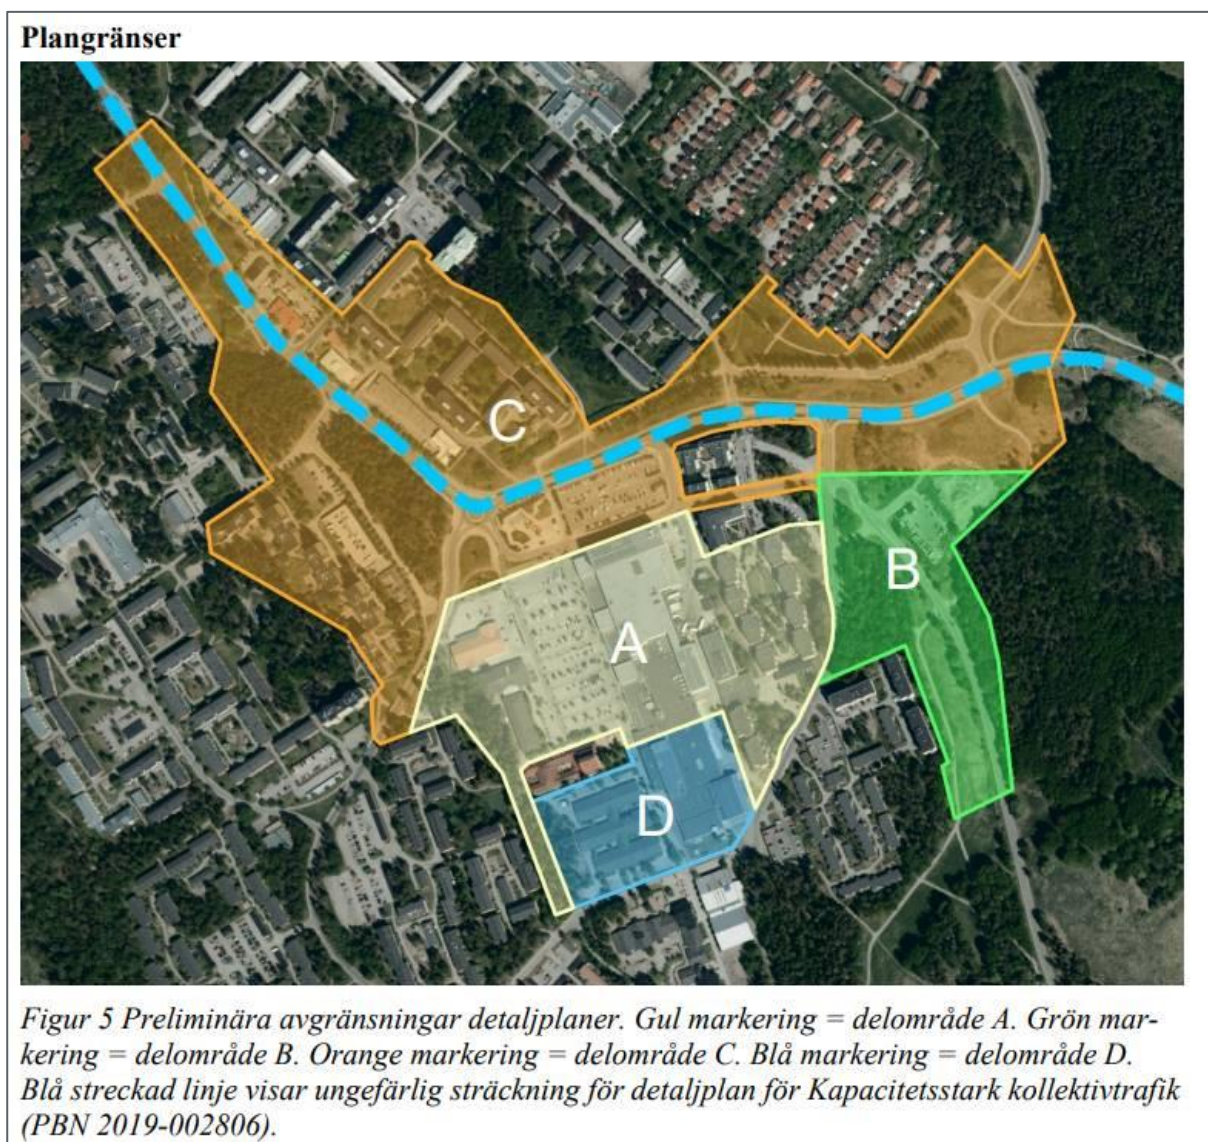 Plangränser
C
B
A
D
Figur 5 Preliminära avgränsningar detaljplaner. Gul markering = delområde A. Grön mar-
kering = delområde B. Orange markering = delområde C. Blå markering = delområde D.
Blå streckad linje visar ungefärlig sträckning för detaljplan för Kapacitetsstark kollektivtrafik
(PBN 2019-002806).